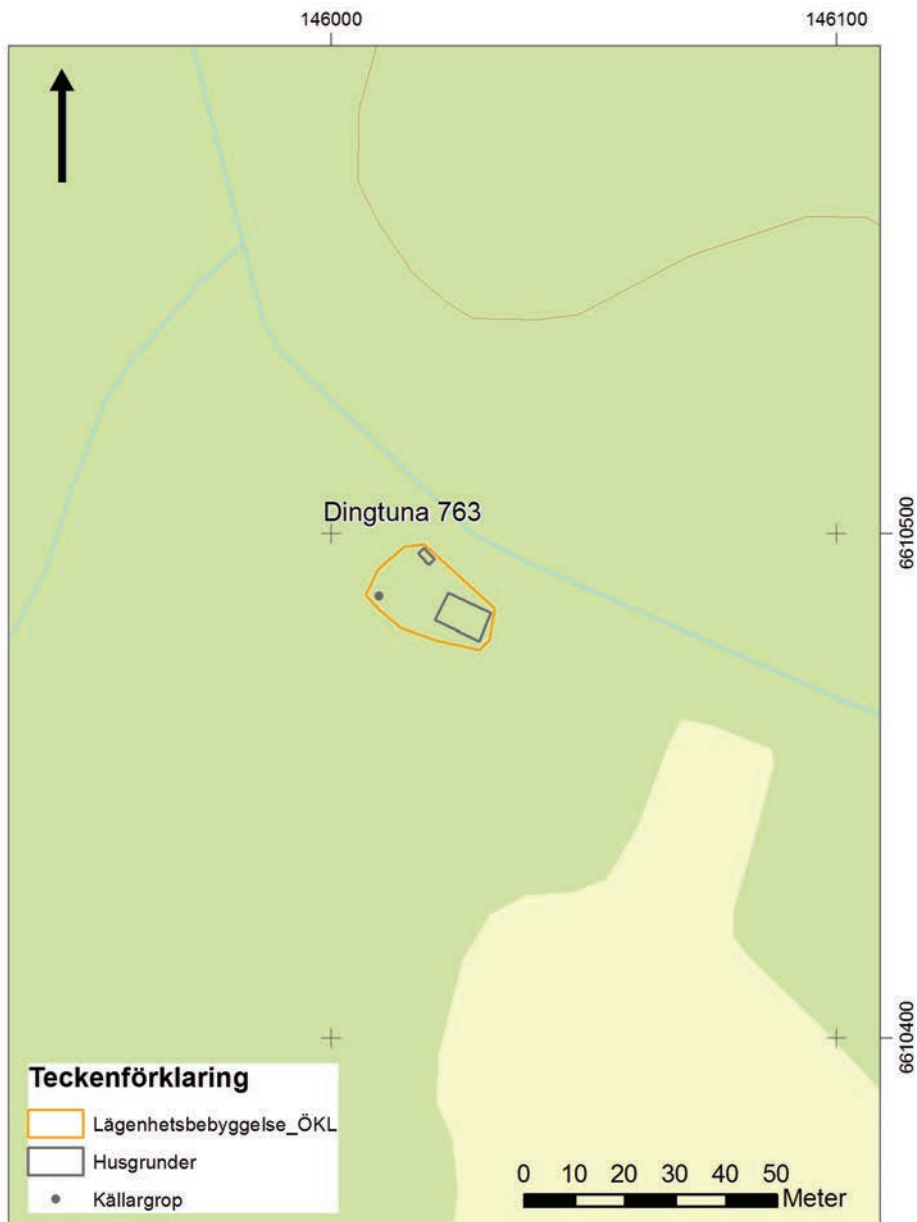 146000
146100
Dingtuna 763
6610500
6610400
Teckenförklaring
Lägenhetsbebyggelse_ÖKL
Husgrunder
Källargrop
0 10 20 30 40 50
Meter